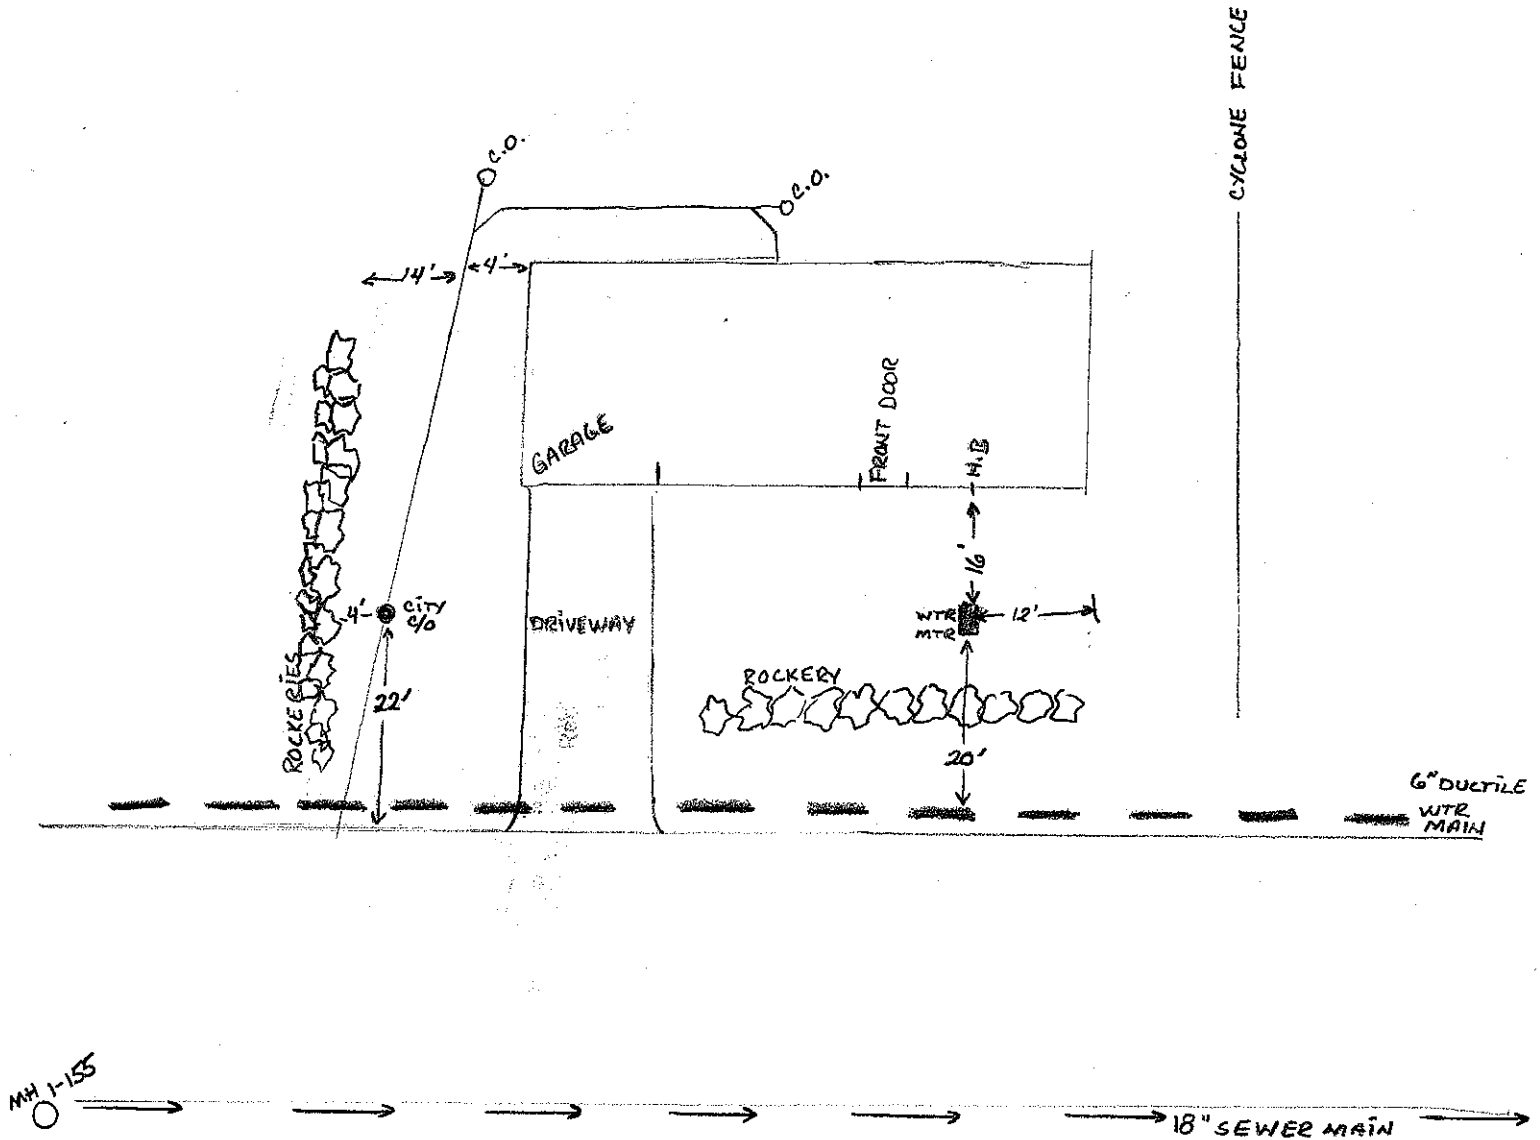 CYCLONE FENCE
C.O.
C.O.
14'
4'
GARAGE
FRONT DOOR
H.B
16'
4'
CITY
C/O
DRIVEWAY
WTR
MTR
12'
ROCKERIES
22'
ROCKERY
20'
6" DUCTILE
WTR
MAIN
MH 1-155
18" SEWER MAIN